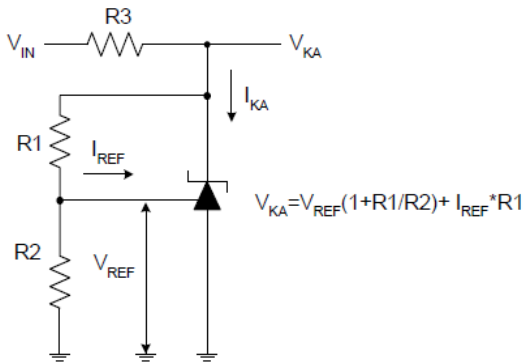 R3
V_IN
V_KA
I_KA
R1
I_REF
V_KA=V_REF(1+R1/R2)+ I_REF*R1
R2
V_REF